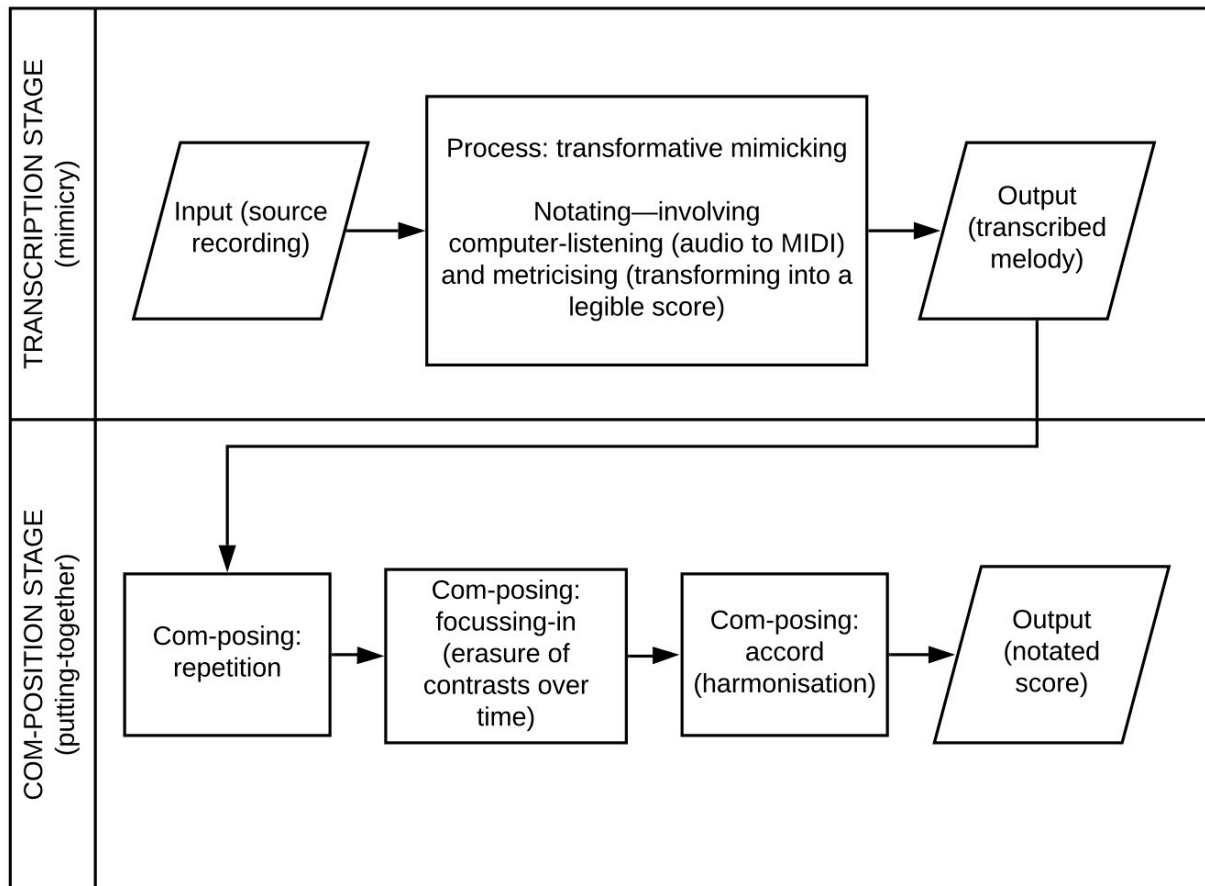 TRANSCRIPTION STAGE
(mimicry)
Input (source
recording)
Process: transformative mimicking
Notating—involving
computer-listening (audio to MIDI)
and metricising (transforming into a
legible score)
Output
(transcribed
melody)
COM-POSITION STAGE
(putting-together)
Com-posing:
repetition
Com-posing:
focussing-in
(erasure of
contrasts over
time)
Com-posing:
accord
(harmonisation)
Output
(notated
score)